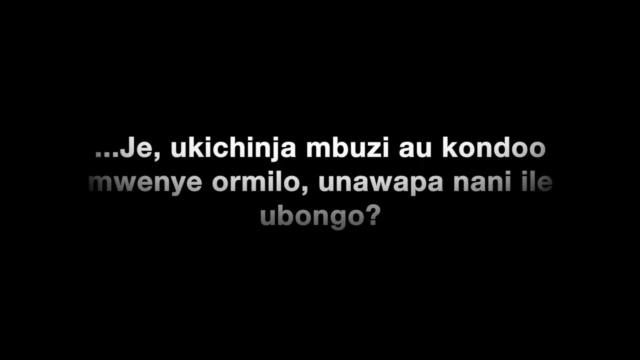 ...Je, ukichinja mbuzi au kondoo
mwenye ormilo, unawapa nani ile
ubongo?